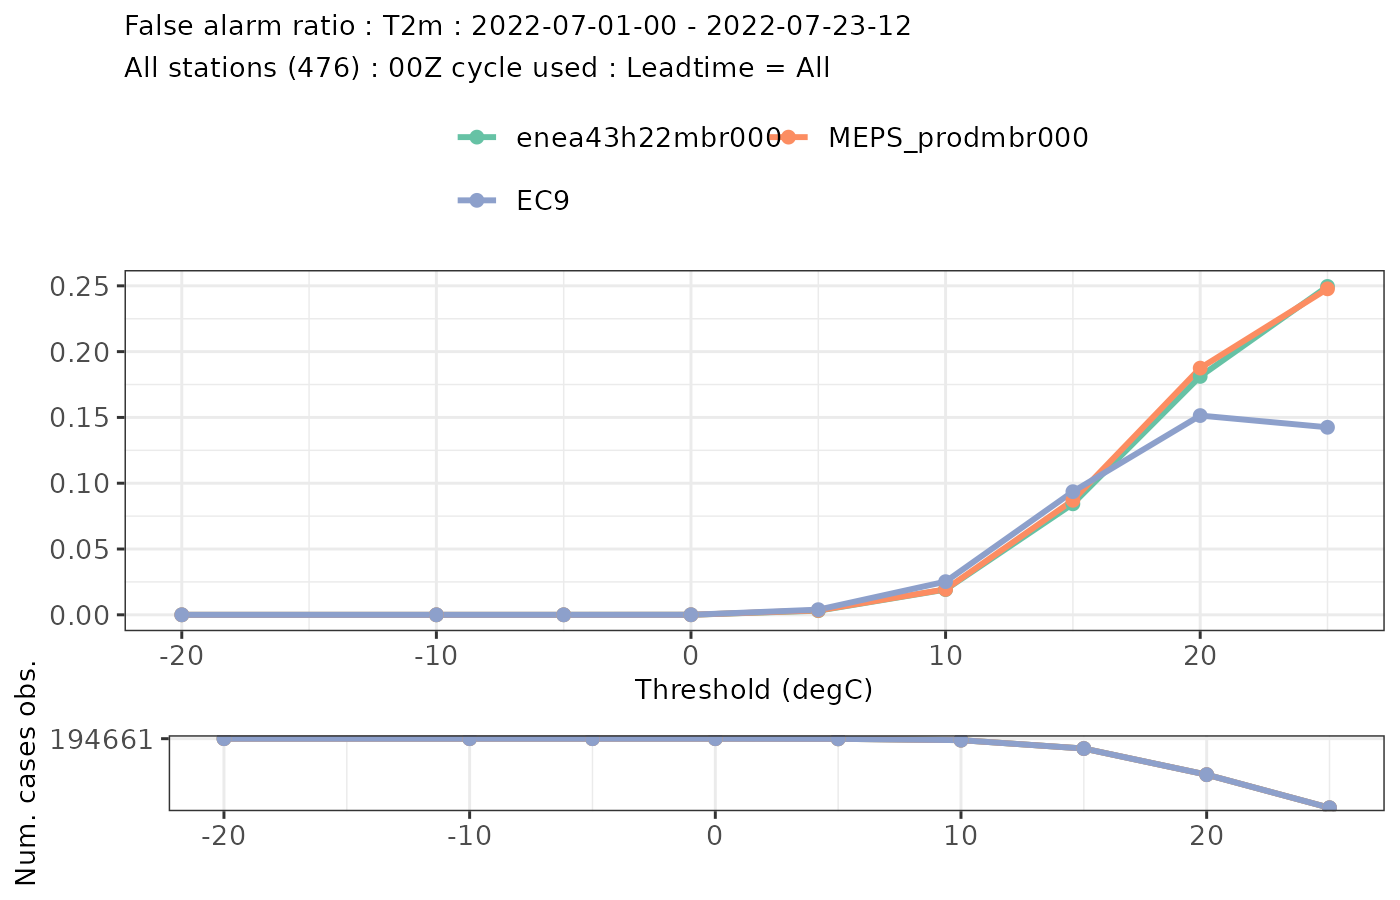 False alarm ratio : T2m : 2022-07-01-00 - 2022-07-23-12
All stations (476) : 00Z cycle used : Leadtime = All
enea43h22mbr000 MEPS_prodmbr000
EC9
0.25
0.20
0.15
0.10
0.05
0.00
-20 -10 0 10 20
Threshold (degC)
Num. cases obs.
194661
-20 -10 0 10 20